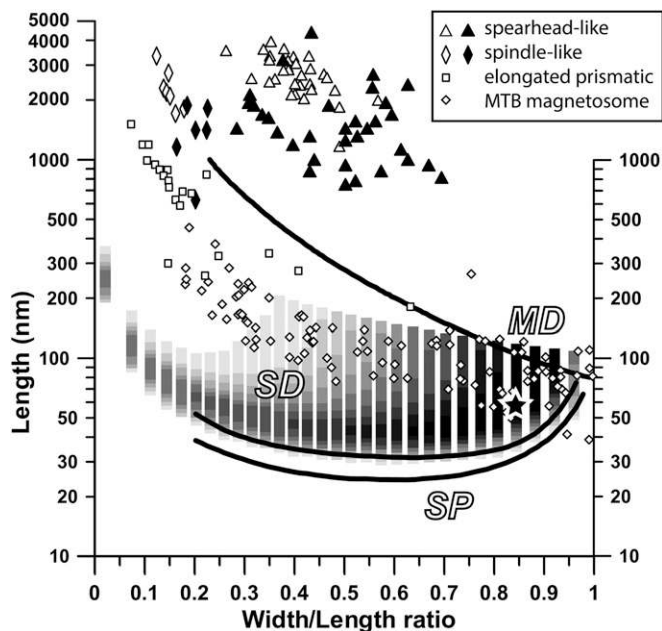 5000
3000
2000
1000
500
300
200
100
50
30
20
10
spearhead-like
spindle-like
elongated prismatic
MTB magnetosome
1000
500
300
200
100
50
30
20
10
Length (nm)
MD
SD
SP
0 0.1 0.2 0.3 0.4 0.5 0.6 0.7 0.8 0.9 1
Width/Length ratio